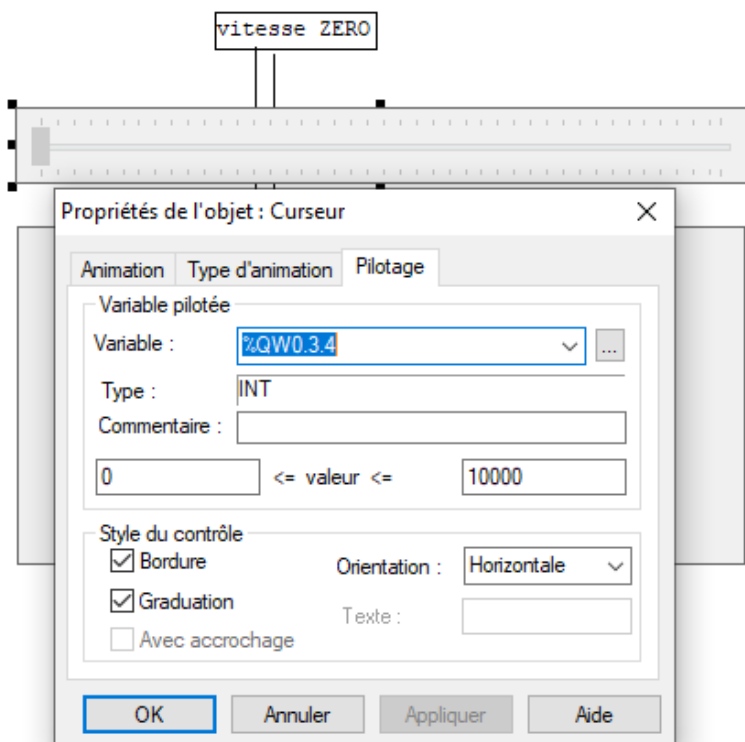 vitesse ZERO
Propriétés de l'objet : Curseur
Animation Type d'animation Pilotage
Variable pilotée
Variable : %QW0.3.4 ...
Type : INT
Commentaire :
0 <= valeur <= 10000
Style du contrôle
Bordure Orientation : Horizontale
Graduation Texte :
Avec accrochage
OK Annuler Appliquer Aide